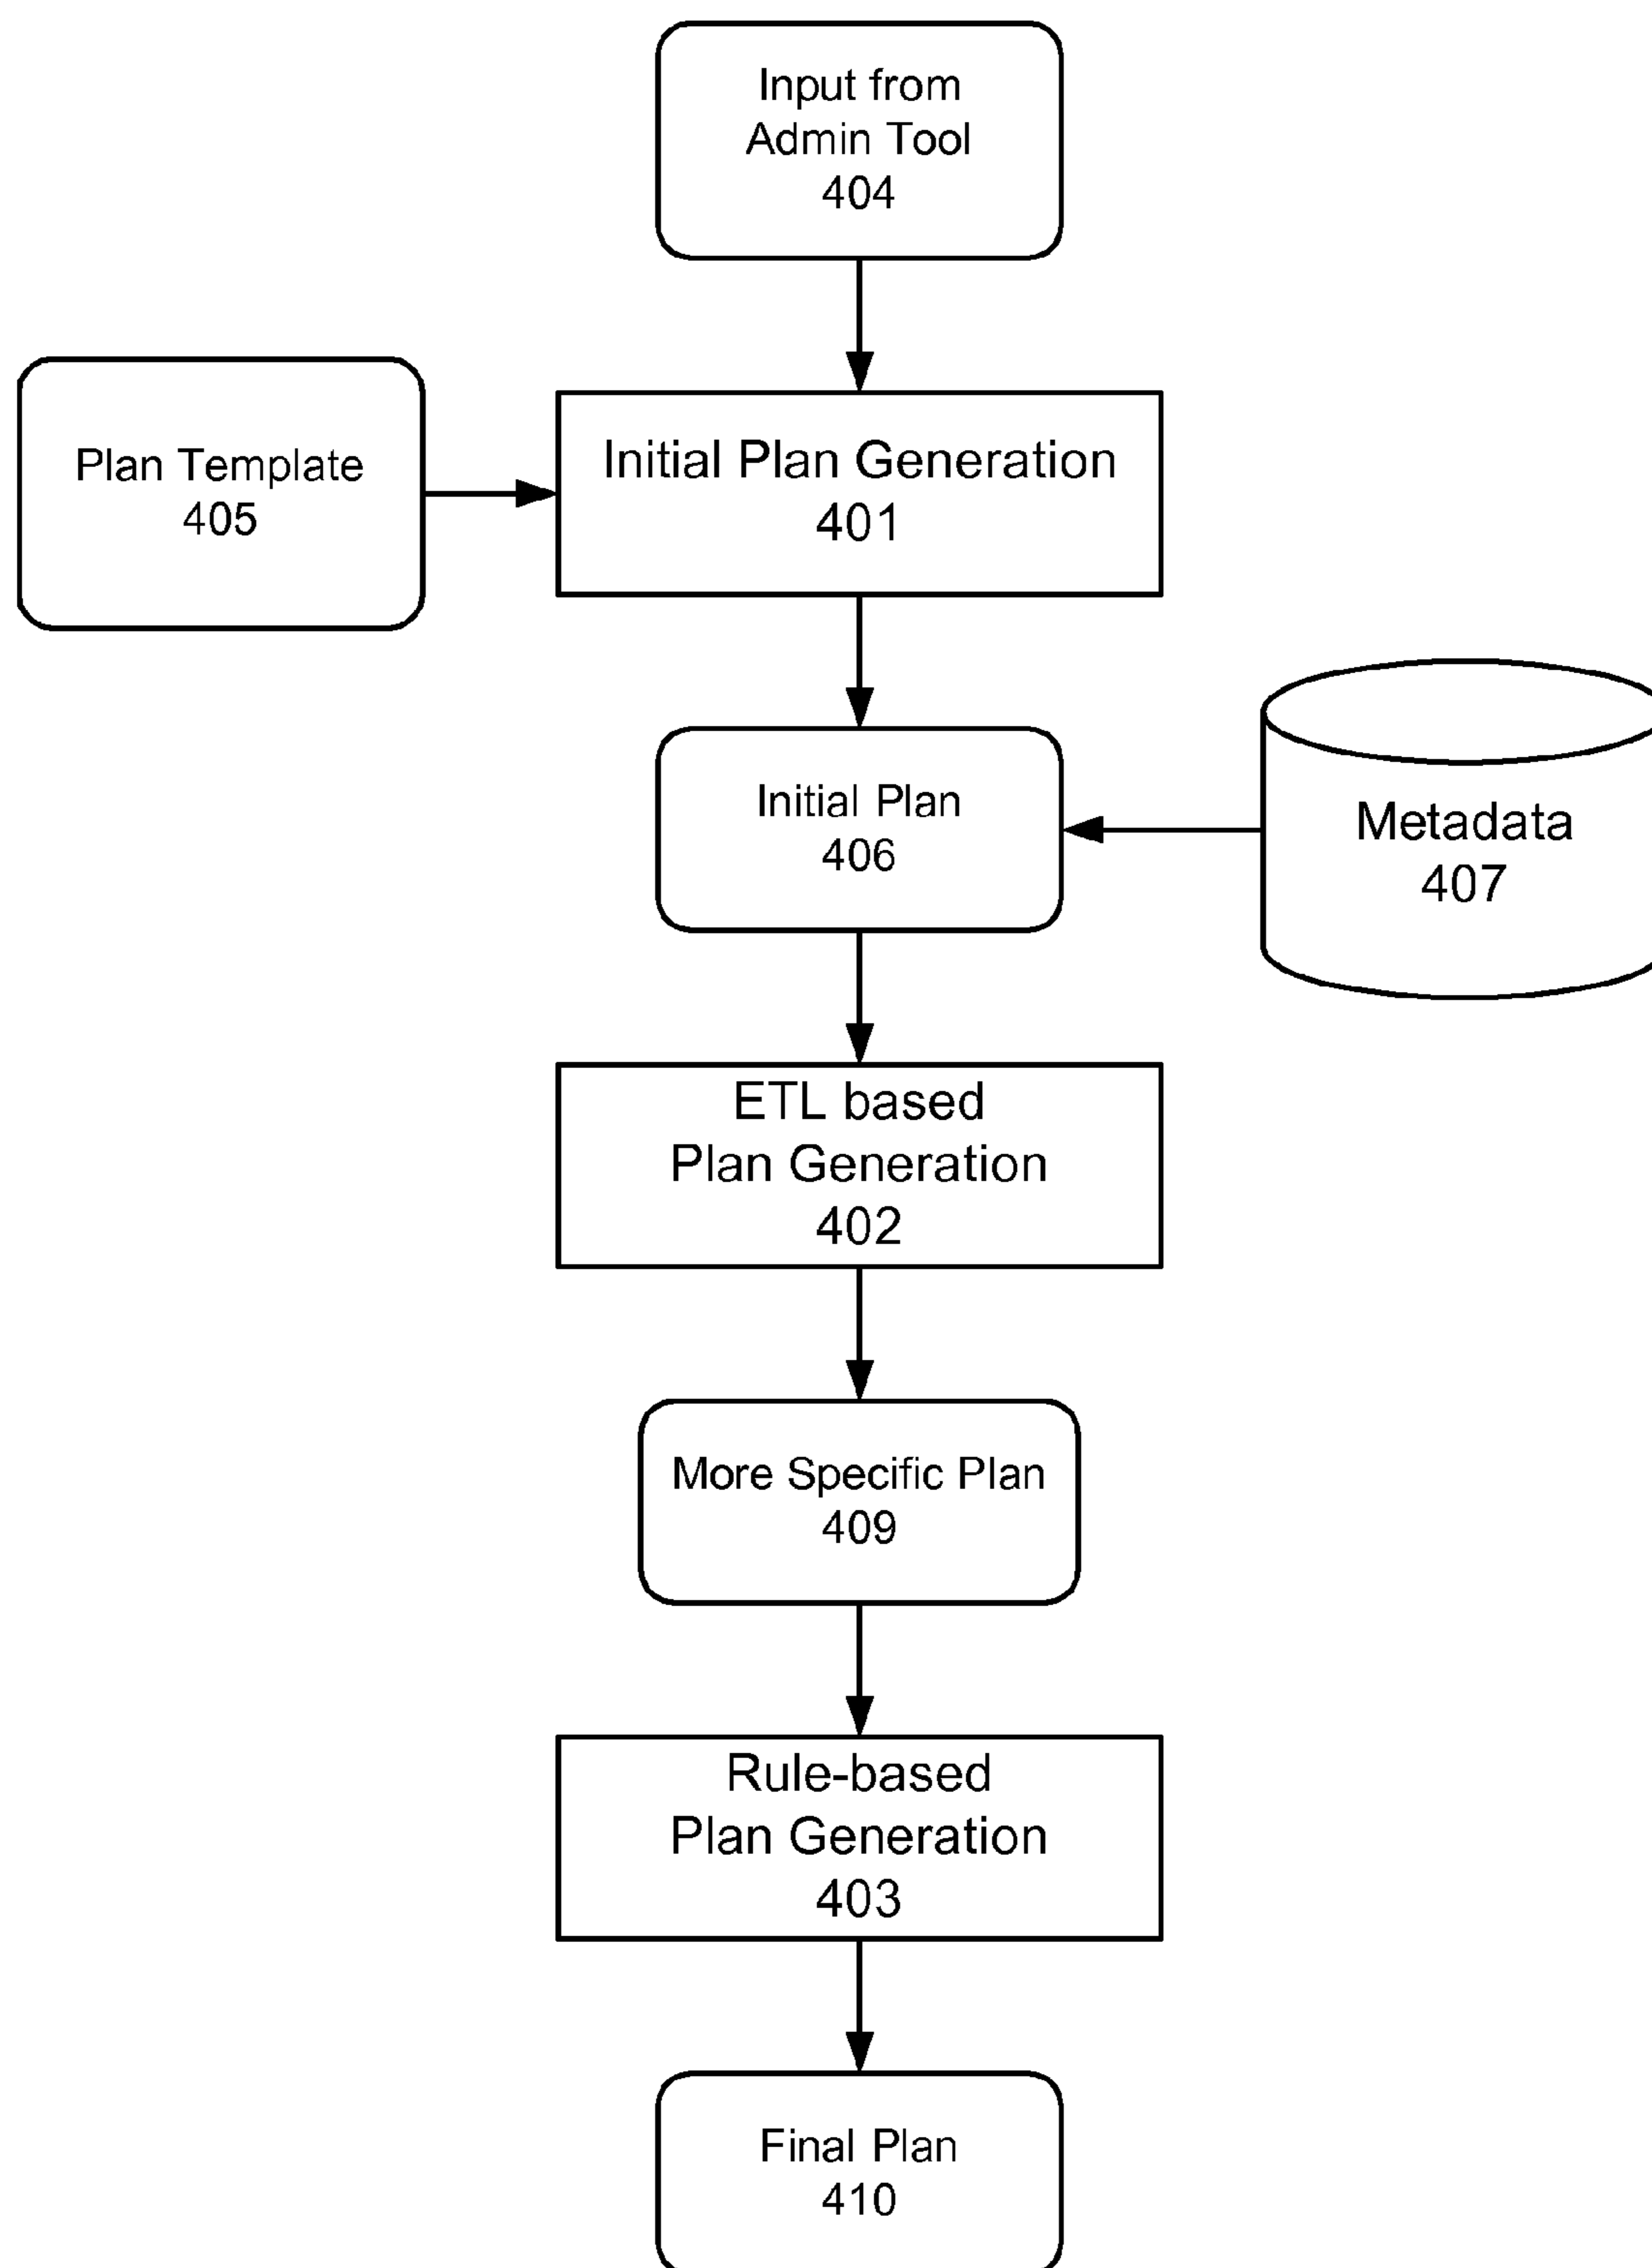 Input from
Admin Tool
404
Plan Template
405
Initial Plan Generation
401
Initial Plan
406
Metadata
407
ETL based
Plan Generation
402
More Specific Plan
409
Rule-based
Plan Generation
403
Final Plan
410